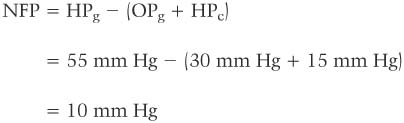 NFP = HPg − (OPg + HPc)
= 55 mm Hg − (30 mm Hg + 15 mm Hg)
= 10 mm Hg